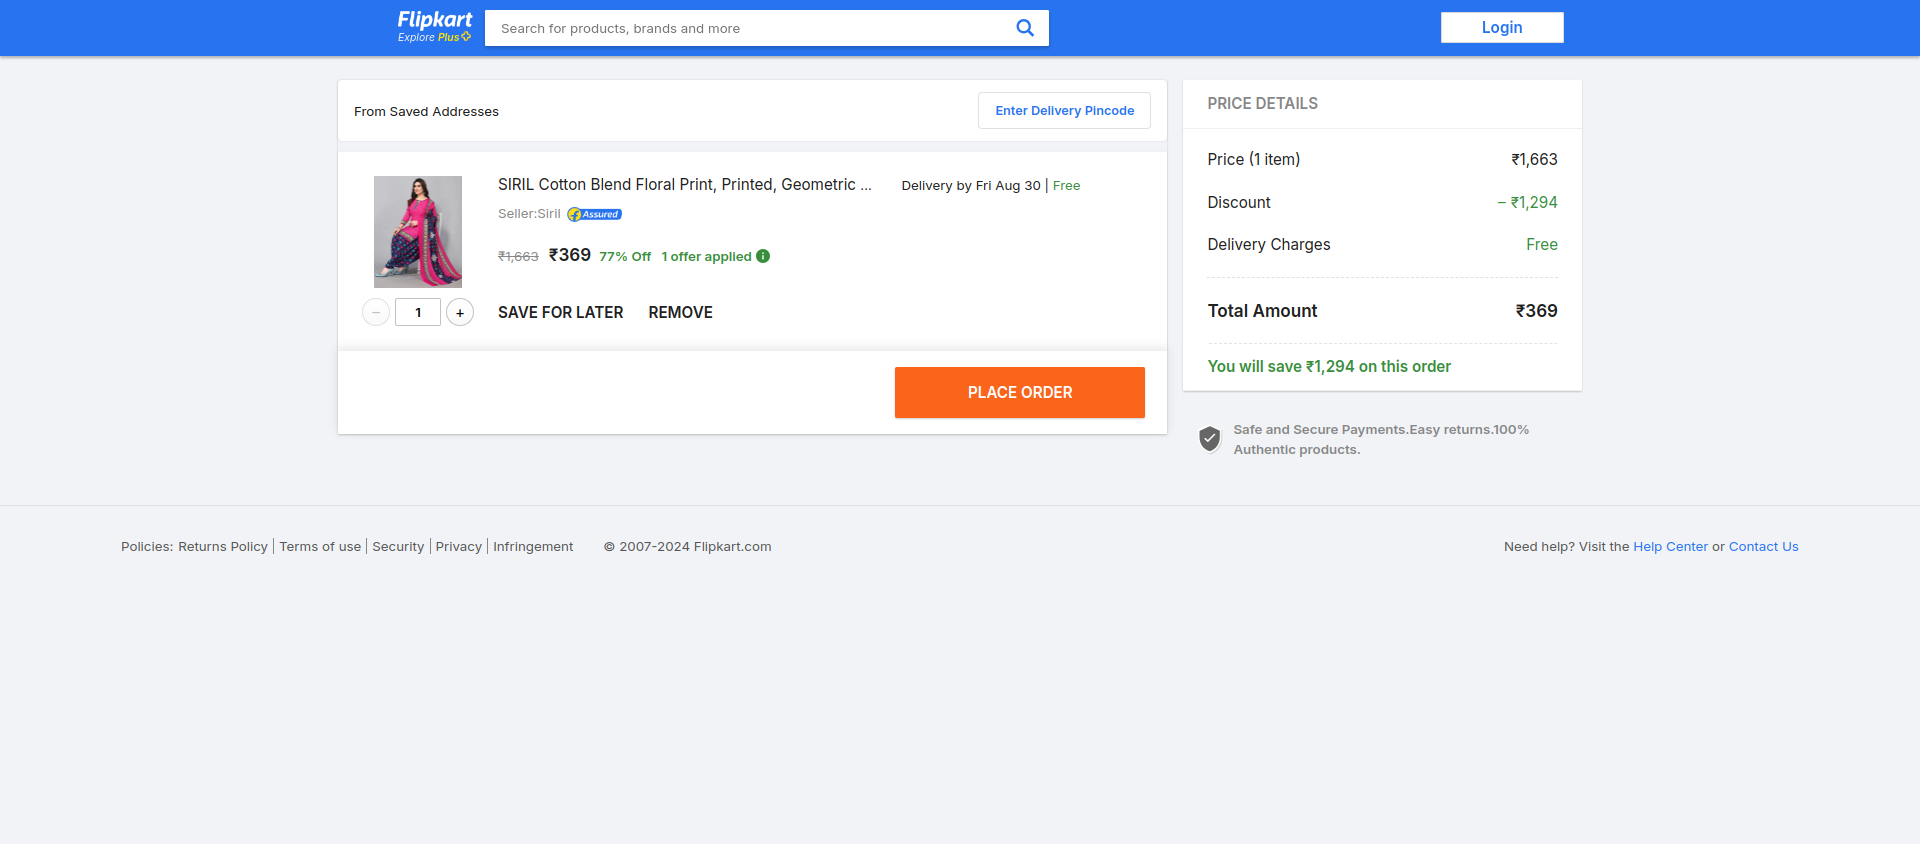 Flipkart
Explore Plus
Search for products, brands and more
Login
From Saved Addresses
Enter Delivery Pincode
SIRIL Cotton Blend Floral Print, Printed, Geometric ...
Delivery by Fri Aug 30 | Free
Seller:Siril
Assured
₹1,663 ₹369 77% Off 1 offer applied
1
SAVE FOR LATER REMOVE
PLACE ORDER
PRICE DETAILS
Price (1 item) ₹1,663
Discount − ₹1,294
Delivery Charges Free
Total Amount ₹369
You will save ₹1,294 on this order
Safe and Secure Payments.Easy returns.100%
Authentic products.
Policies: Returns Policy | Terms of use | Security | Privacy | Infringement © 2007-2024 Flipkart.com
Need help? Visit the Help Center or Contact Us